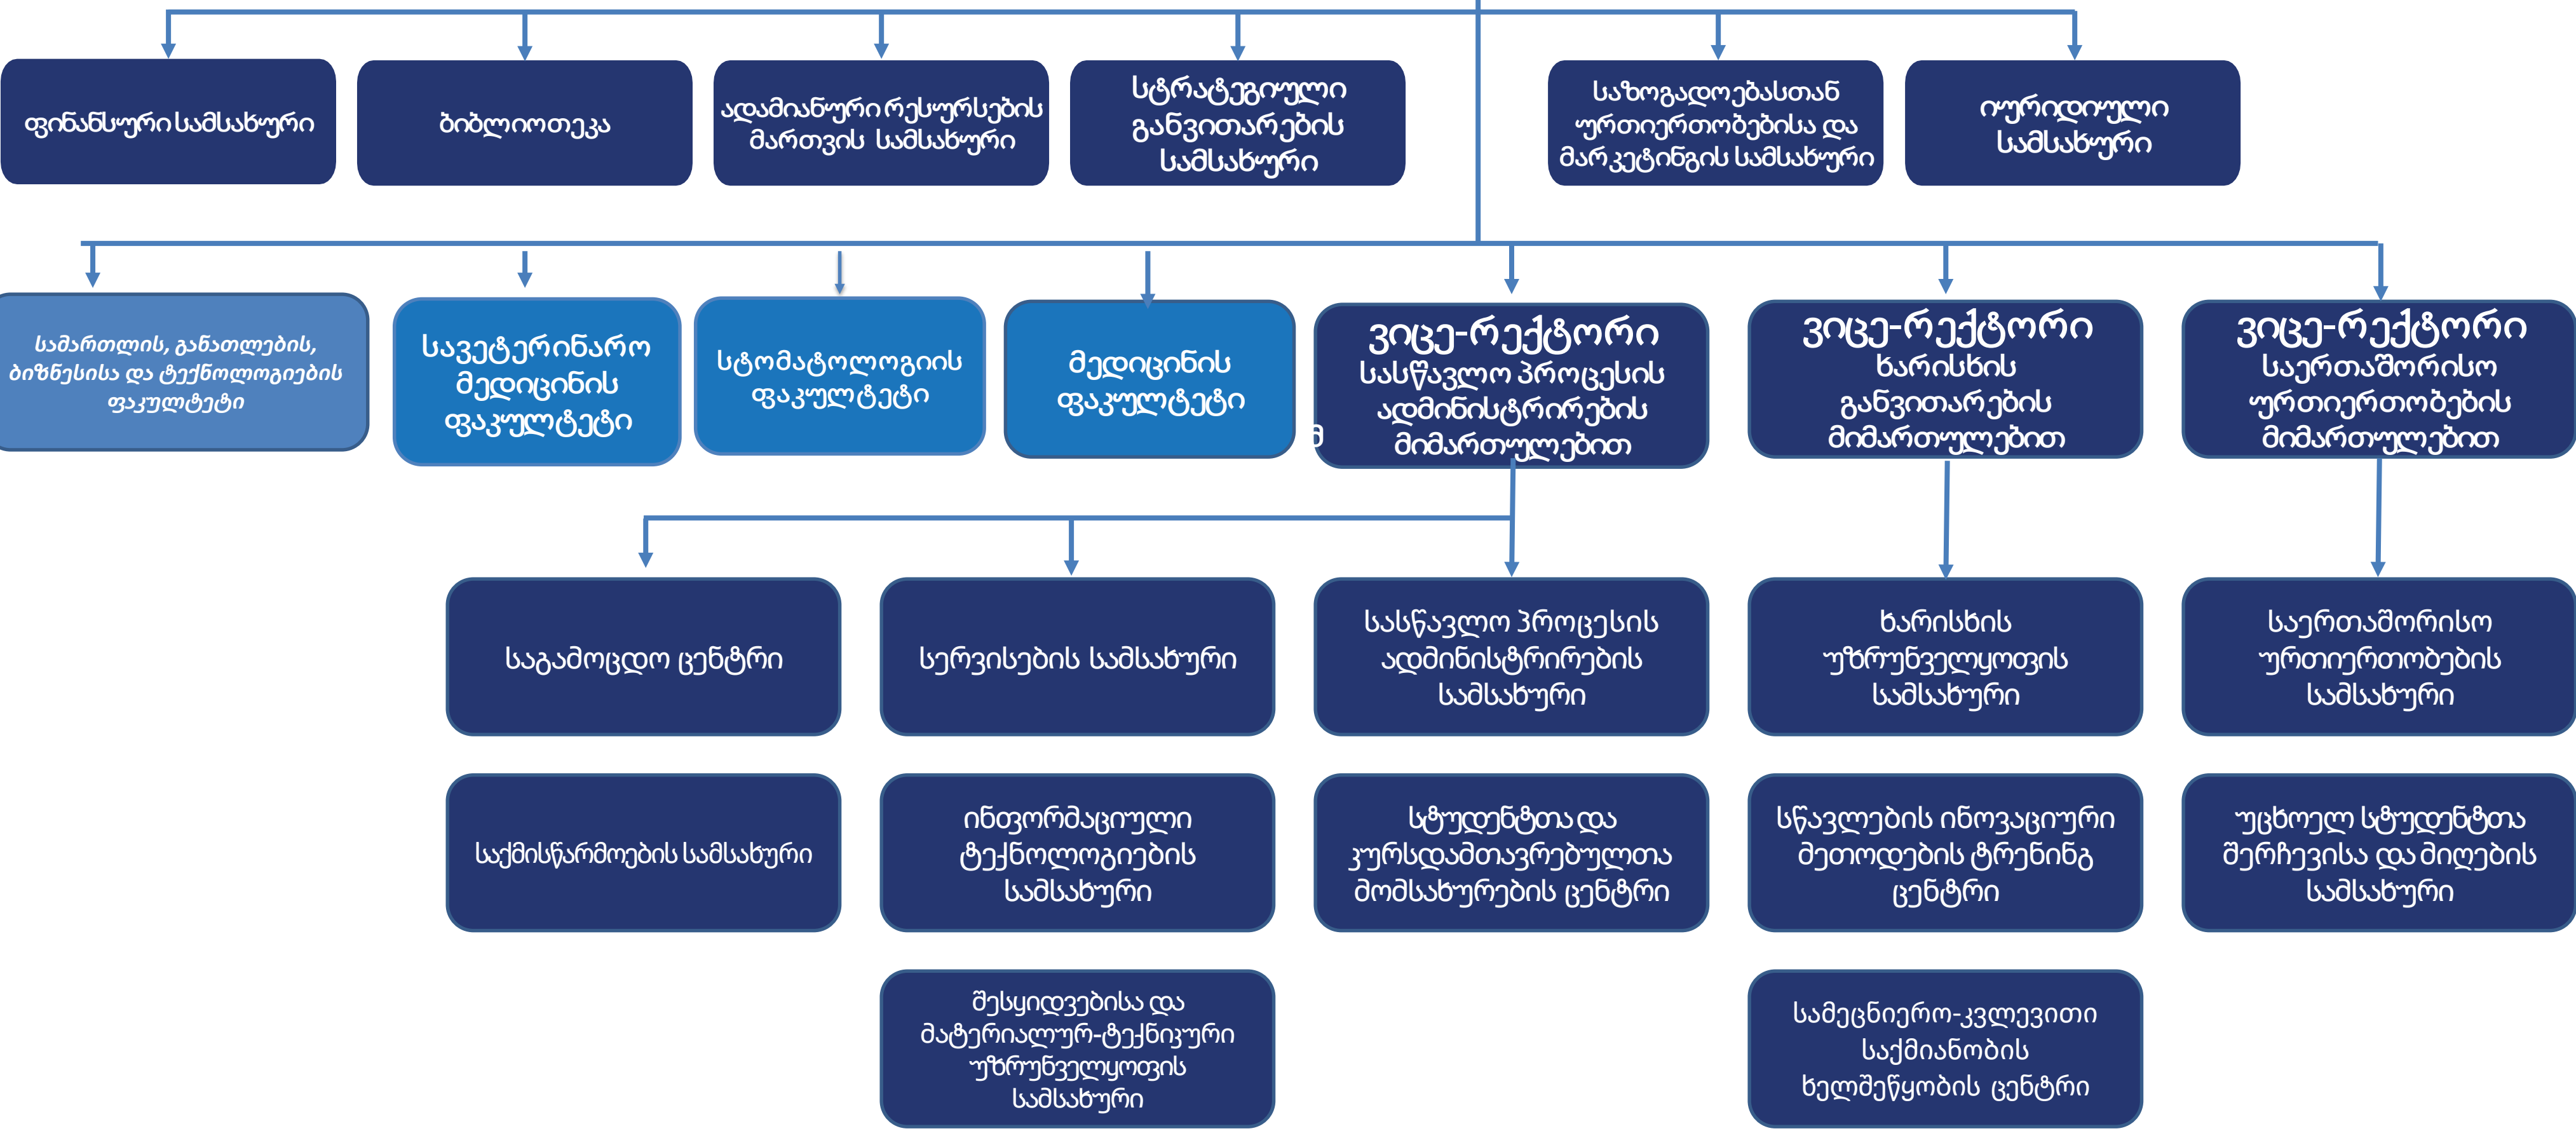 ფინანსური სამსახური
ბიბლიოთეკა
ადამიანური რესურსების
მართვის სამსახური
სტრატეგიული
განვითარების
სამსახური
საზოგადოებასთან
ურთიერთობებისა და
მარკეტინგის სამსახური
იურიდიული
სამსახური
სამართლის, განათლების,
ბიზნესისა და ტექნოლოგიების
ფაკულტეტი
სავეტერინარო
მედიცინის
ფაკულტეტი
სტომატოლოგიის
ფაკულტეტი
მედიცინის
ფაკულტეტი
მ
ვიცე-რექტორი
სასწავლო პროცესის
ადმინისტრირების
მიმართულებით
ვიცე-რექტორი
ხარისხის
განვითარების
მიმართულებით
ვიცე-რექტორი
საერთაშორისო
ურთიერთობების
მიმართულებით
საგამოცდო ცენტრი
სერვისების სამსახური
სასწავლო პროცესის
ადმინისტრირების
სამსახური
ხარისხის
უზრუნველყოფის
სამსახური
საერთაშორისო
ურთიერთობების
სამსახური
საქმისწარმოების სამსახური
ინფორმაციული
ტექნოლოგიების
სამსახური
სტუდენტთა და
კურსდამთავრებულთა
მომსახურების ცენტრი
სწავლების ინოვაციური
მეთოდების ტრენინგ
ცენტრი
უცხოელ სტუდენტთა
შერჩევისა და მიღების
სამსახური
შესყიდვებისა და
მატერიალურ-ტექნიკური
უზრუნველყოფის
სამსახური
სამეცნიერო-კვლევითი
საქმიანობის
ხელშეწყობის ცენტრი